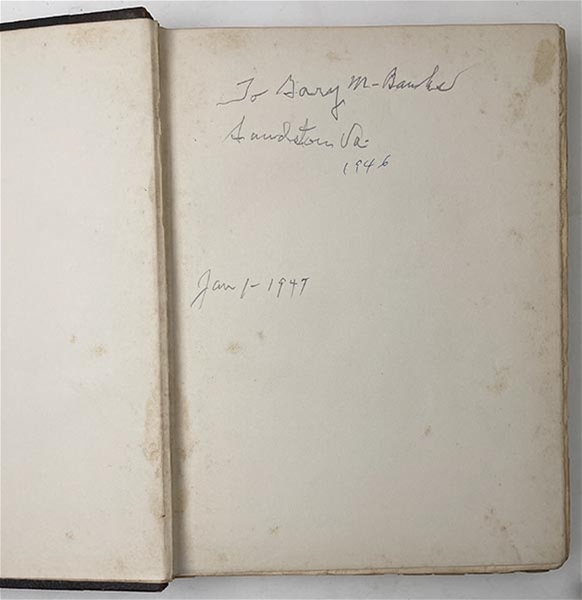 To Gary M. Banks
Sandston Va.
1946
Jan 1 - 1947